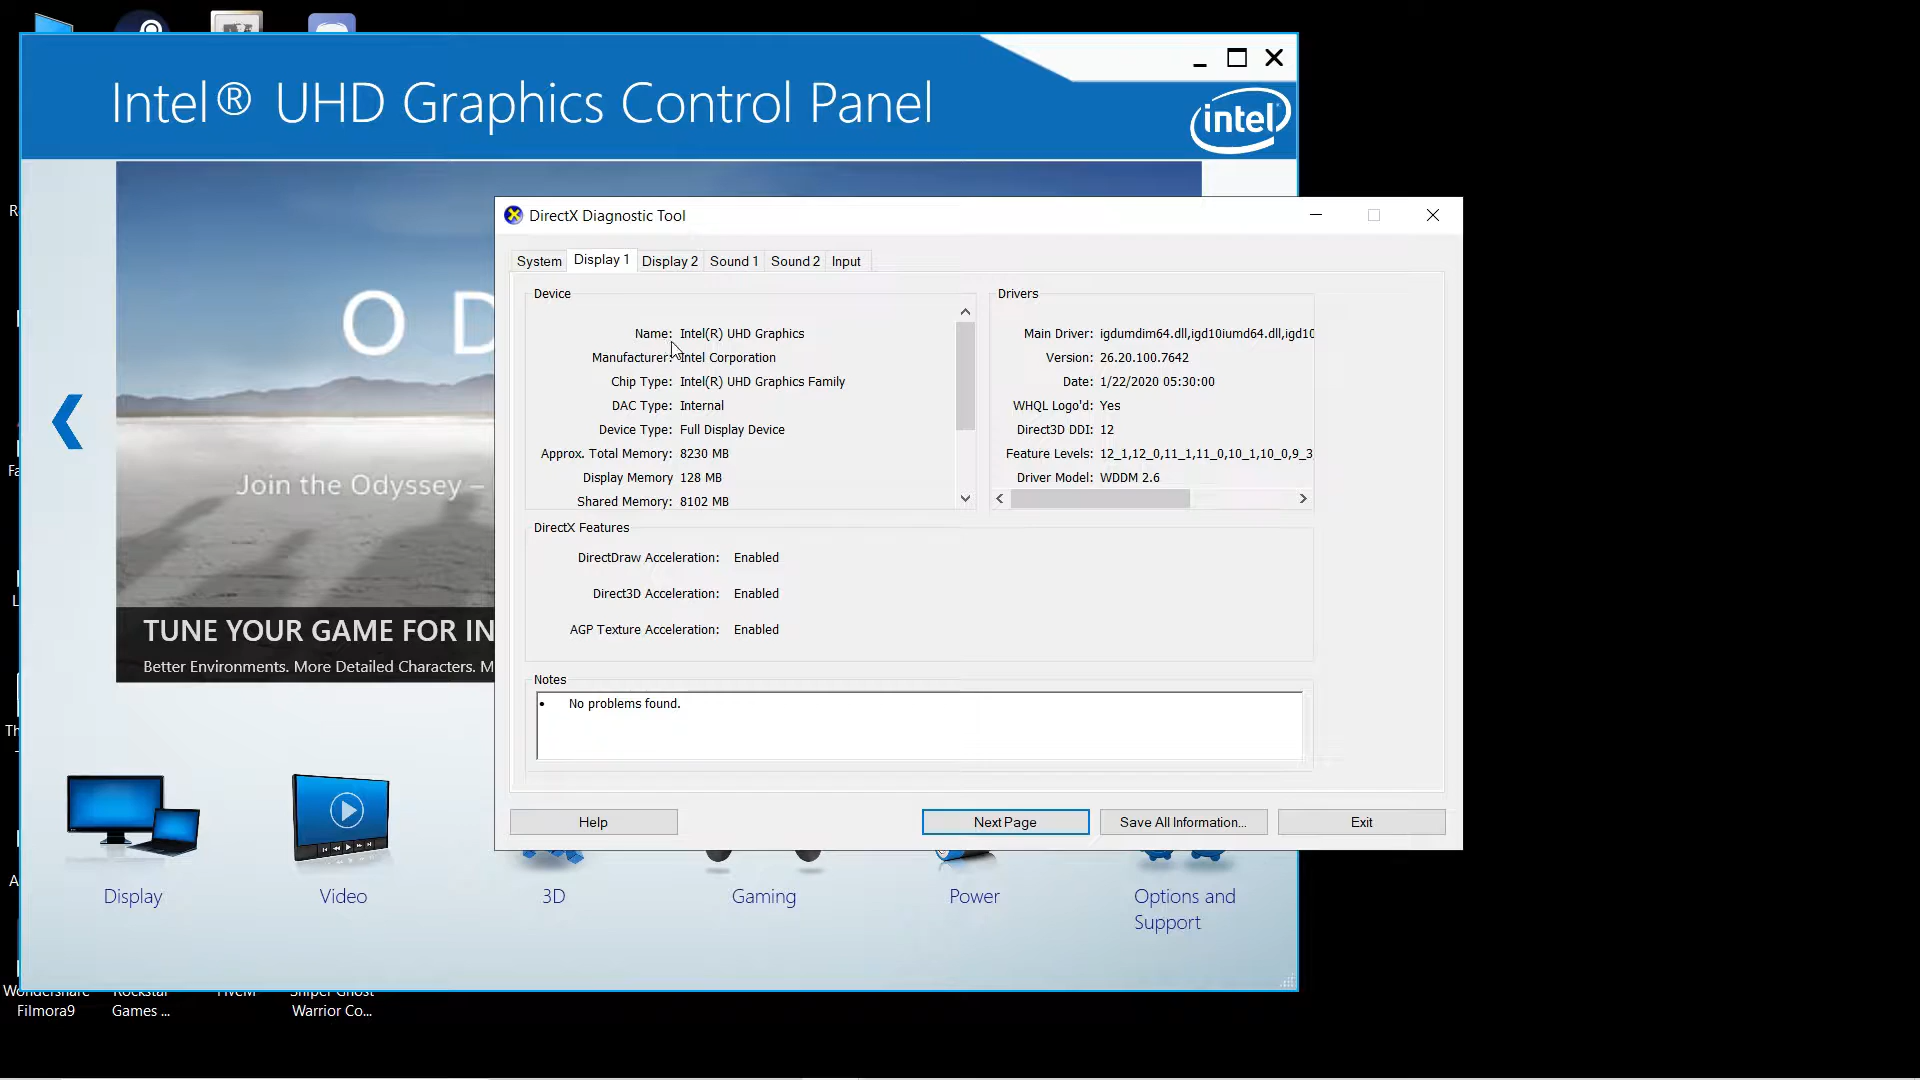 Intel® UHD Graphics Control Panel
intel
DirectX Diagnostic Tool
System Display 1 Display 2 Sound 1 Sound 2 Input
Device
Name: Intel(R) UHD Graphics
Manufacturer: Intel Corporation
Chip Type: Intel(R) UHD Graphics Family
DAC Type: Internal
Device Type: Full Display Device
Approx. Total Memory: 8230 MB
Display Memory 128 MB
Shared Memory: 8102 MB
Drivers
Main Driver: igdumdim64.dll,igd10iumd64.dll,igd10
Version: 26.20.100.7642
Date: 1/22/2020 05:30:00
WHQL Logo'd: Yes
Direct3D DDI: 12
Feature Levels: 12_1,12_0,11_1,11_0,10_1,10_0,9_3
Driver Model: WDDM 2.6
DirectX Features
DirectDraw Acceleration: Enabled
Direct3D Acceleration: Enabled
AGP Texture Acceleration: Enabled
Notes
• No problems found.
Help Next Page Save All Information... Exit
O D
Join the Odyssey –
TUNE YOUR GAME FOR IN
Better Environments. More Detailed Characters. M
Display Video 3D Gaming Power Options and
Support
R
Fa
L
Th
A
Wondershare
Filmora9
Rockstar
Games ...
FiveM
Sniper Ghost
Warrior Co...